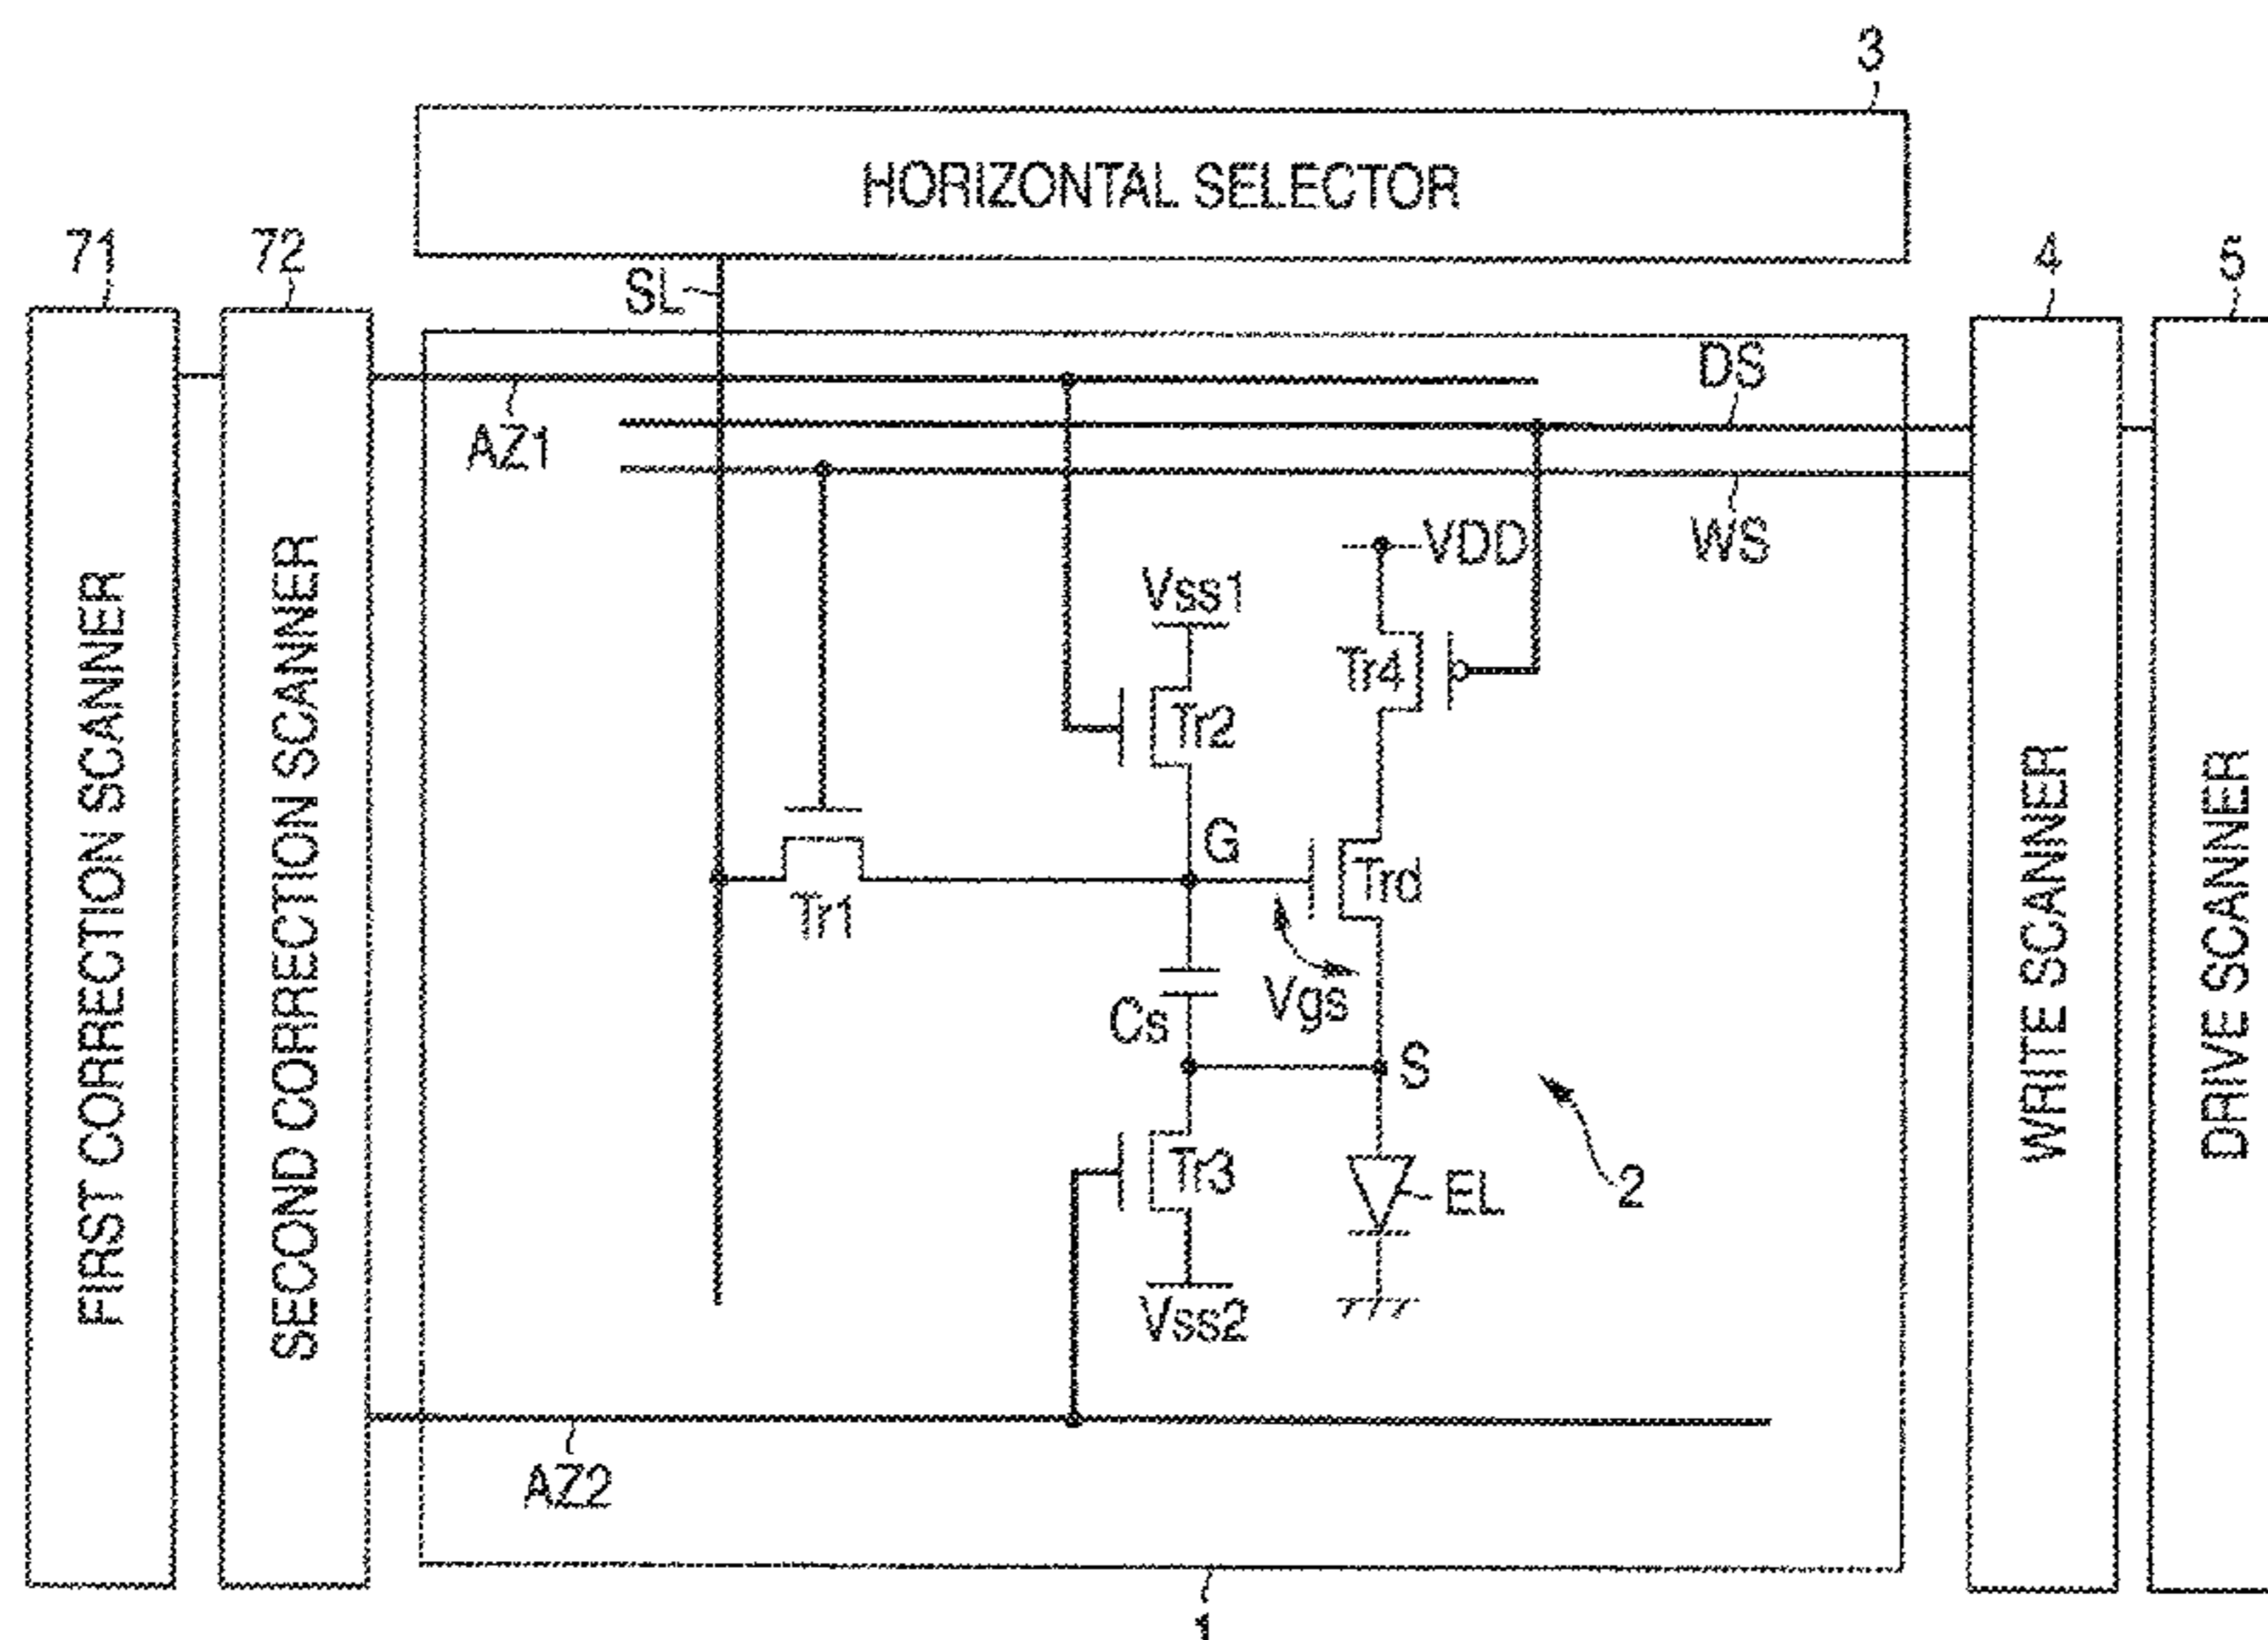 3
HORIZONTAL SELECTOR
71
72
SL
4
5
DS
AZ1
WS
VDD
Vss1
Tr4
Tr2
G
Trd
Tr1
Vgs
Cs
S
Tr3
EL
2
Vss2
AZ2
1
FIRST CORRECTION SCANNER
SECOND CORRECTION SCANNER
WRITE SCANNER
DRIVE SCANNER